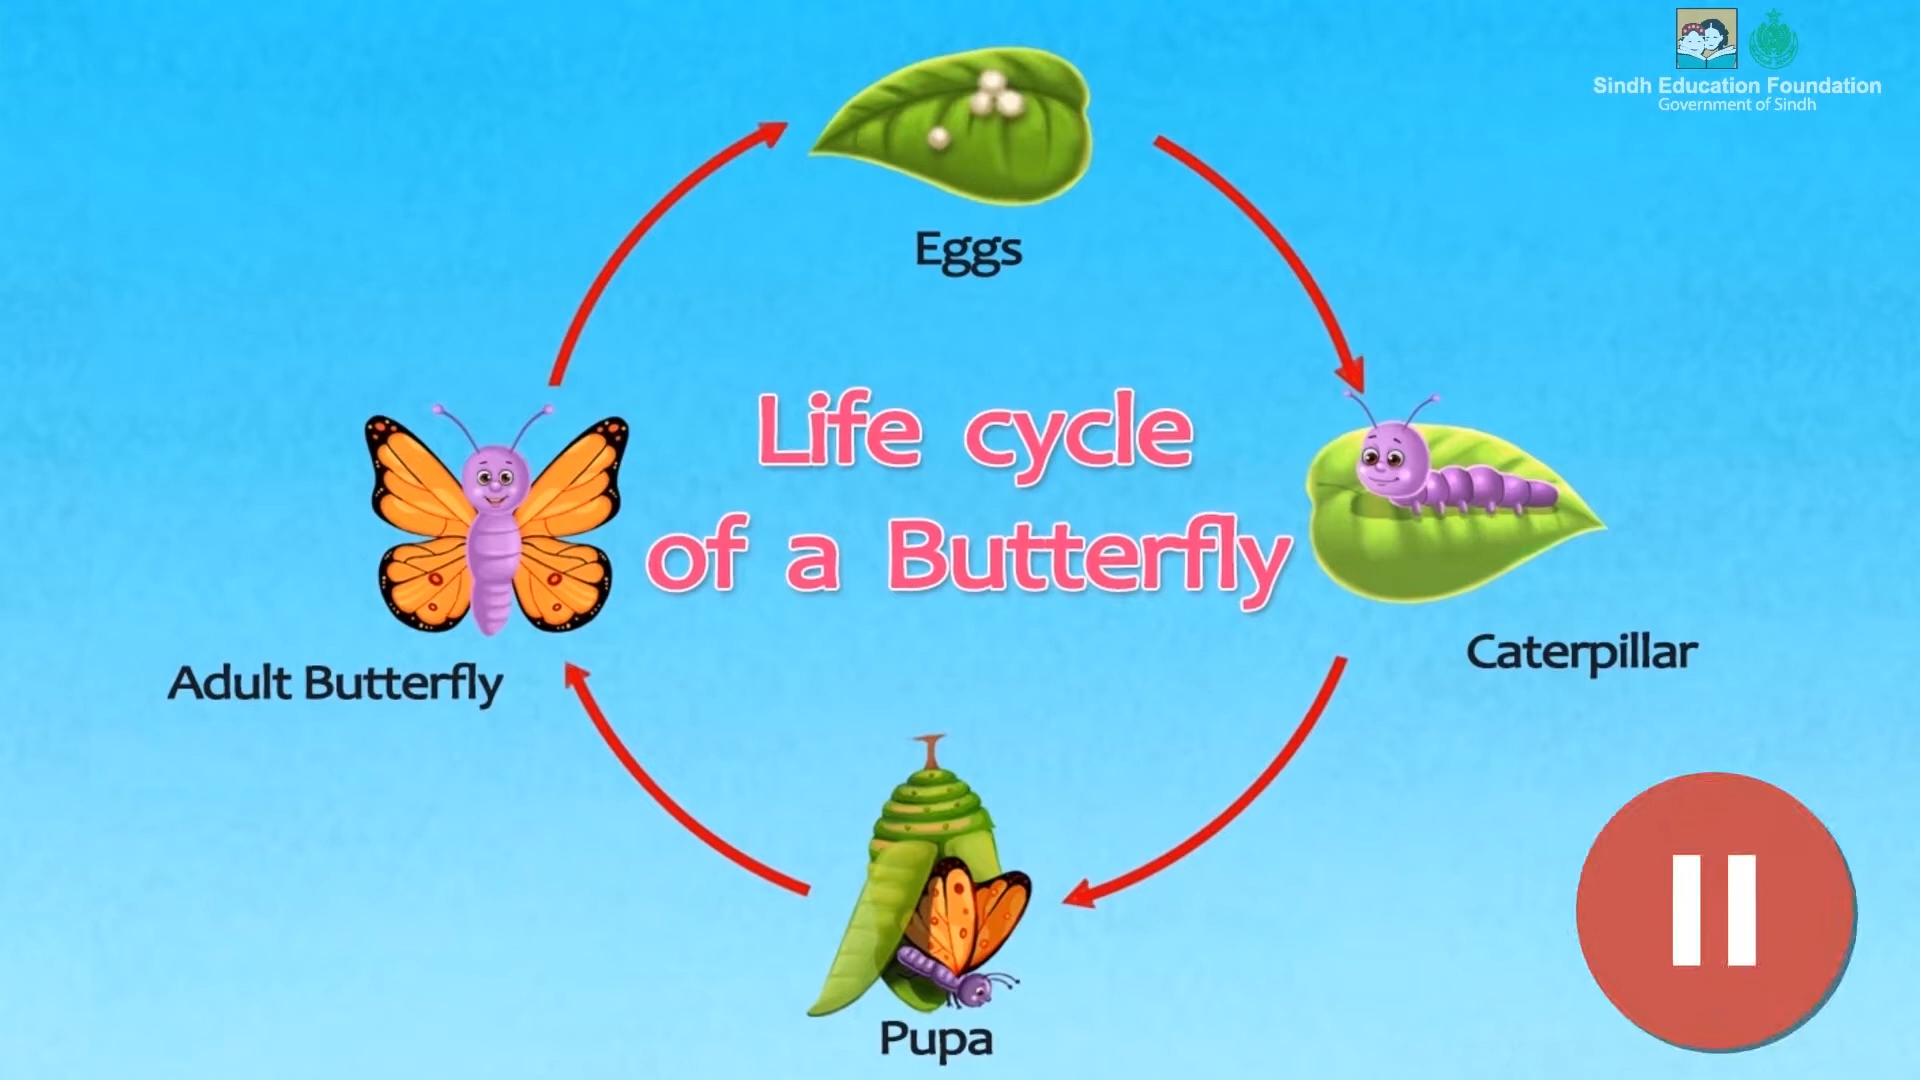 Sindh Education Foundation
Government of Sindh
Eggs
Life cycle
of a Butterfly
Caterpillar
Adult Butterfly
Pupa